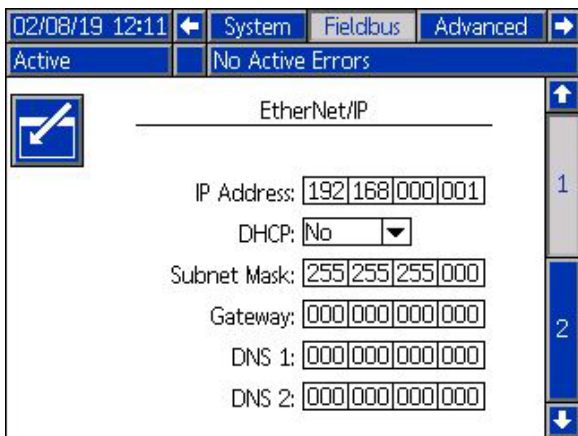 02/08/19 12:11 System Fieldbus Advanced
Active No Active Errors
EtherNet/IP
IP Address: 192 168 000 001
DHCP: No
Subnet Mask: 255 255 255 000
Gateway: 000 000 000 000
DNS 1: 000 000 000 000
DNS 2: 000 000 000 000
1
2